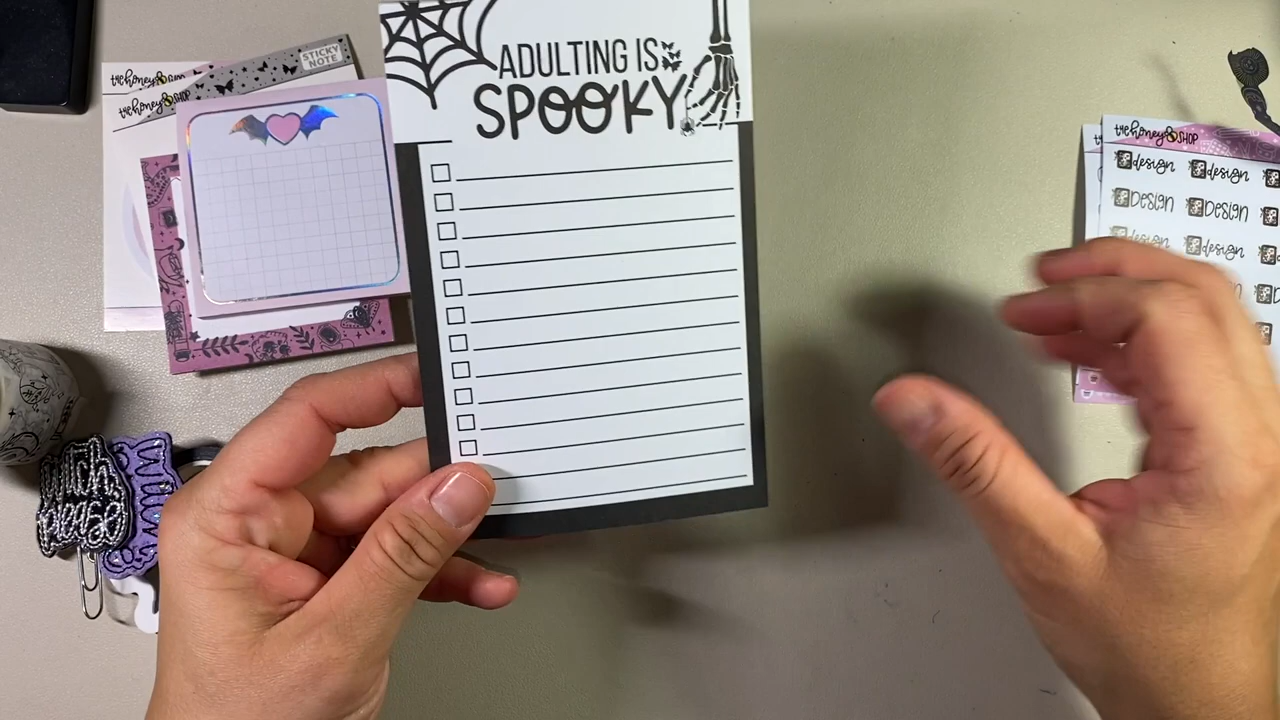 STICKY
NOTE
the honey SHOP
the honey SHOP
ADULTING IS
SPOOKY
the honey SHOP
design
design
DESIGN
DESIGN
design
design
witch
please